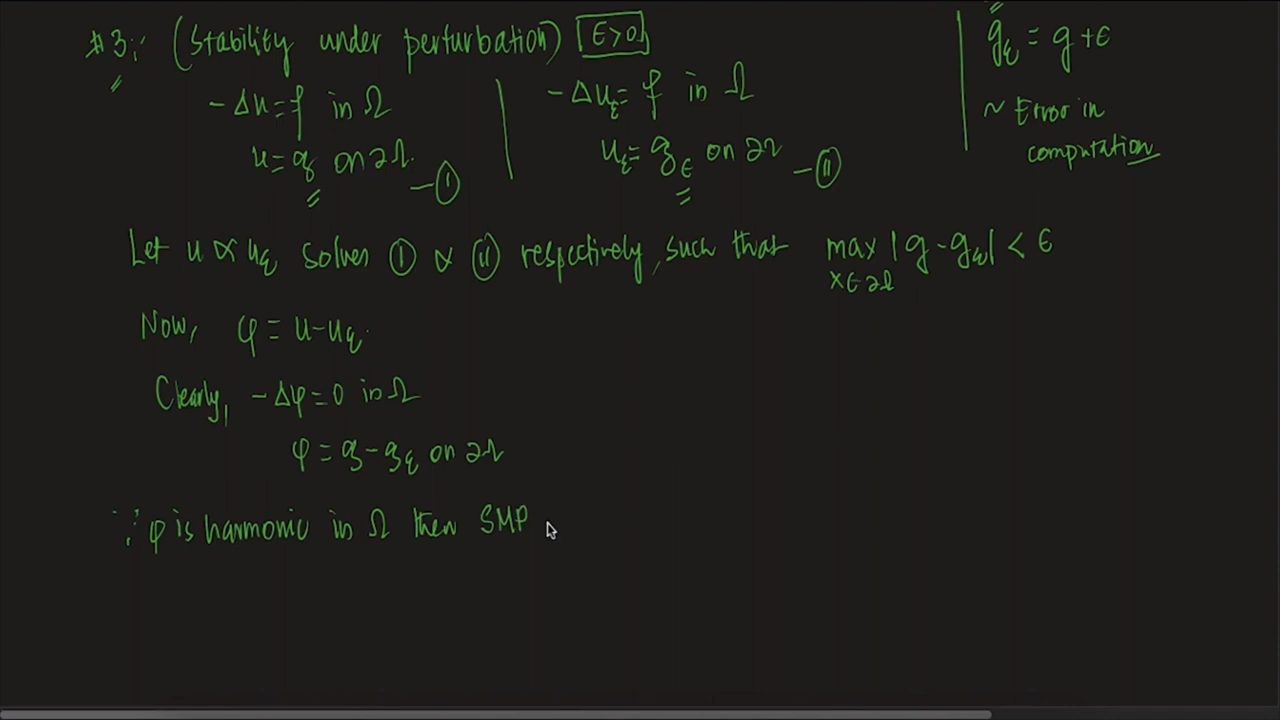 #3: (Stability under perturbation) ε>0
-Δu = f in Ω
u = g on ∂Ω. -Ⓘ
-Δu_ε = f in Ω
u_ε = g_ε on ∂Ω -Ⓘⓘ
g_ε = g + ε
~ Error in
computation
Let u & u_ε solves Ⓘ & Ⓘⓘ respectively, such that max |g - g_ε| < ε
x∈∂Ω
Now, φ = u - u_ε.
Clearly, -Δφ = 0 in Ω
φ = g - g_ε on ∂Ω
∵ φ is harmonic in Ω then SMP